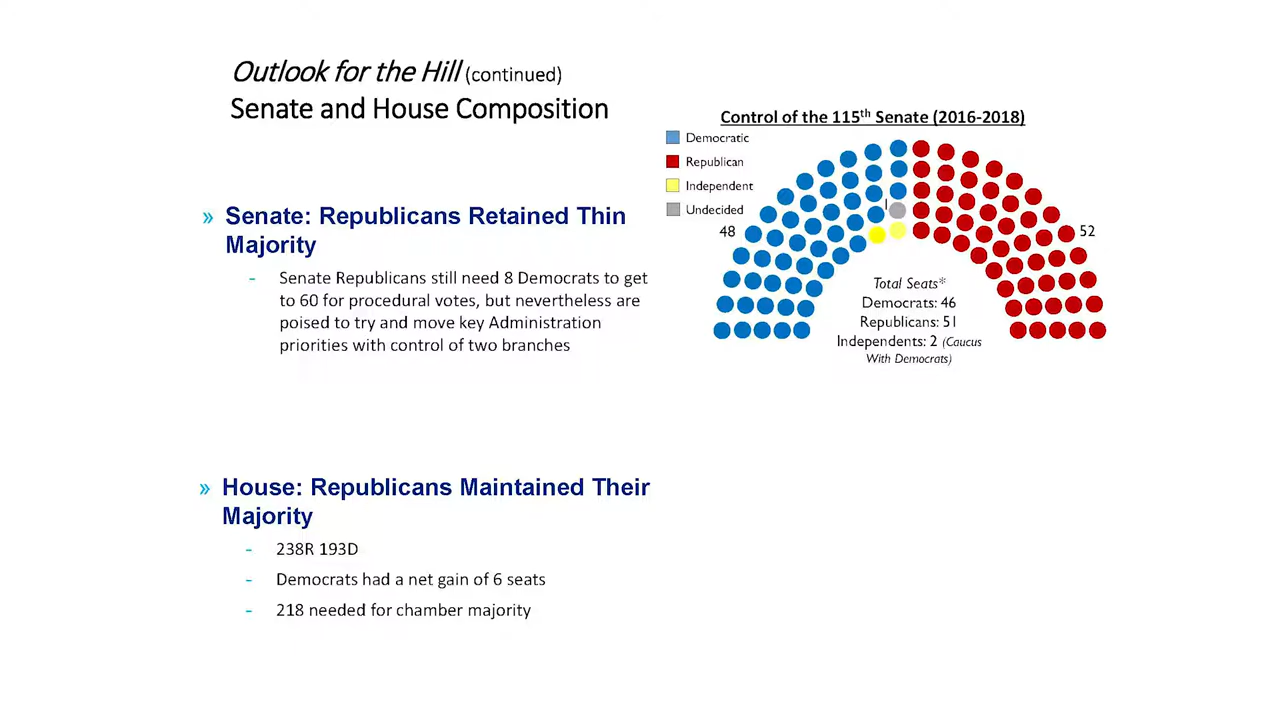 Outlook for the Hill (continued)
Senate and House Composition
» Senate: Republicans Retained Thin
Majority
- Senate Republicans still need 8 Democrats to get
to 60 for procedural votes, but nevertheless are
poised to try and move key Administration
priorities with control of two branches
» House: Republicans Maintained Their
Majority
- 238R 193D
- Democrats had a net gain of 6 seats
- 218 needed for chamber majority
Control of the 115th Senate (2016-2018)
Democratic
Republican
Independent
Undecided
1
48
52
Total Seats*
Democrats: 46
Republicans: 51
Independents: 2 (Caucus
With Democrats)